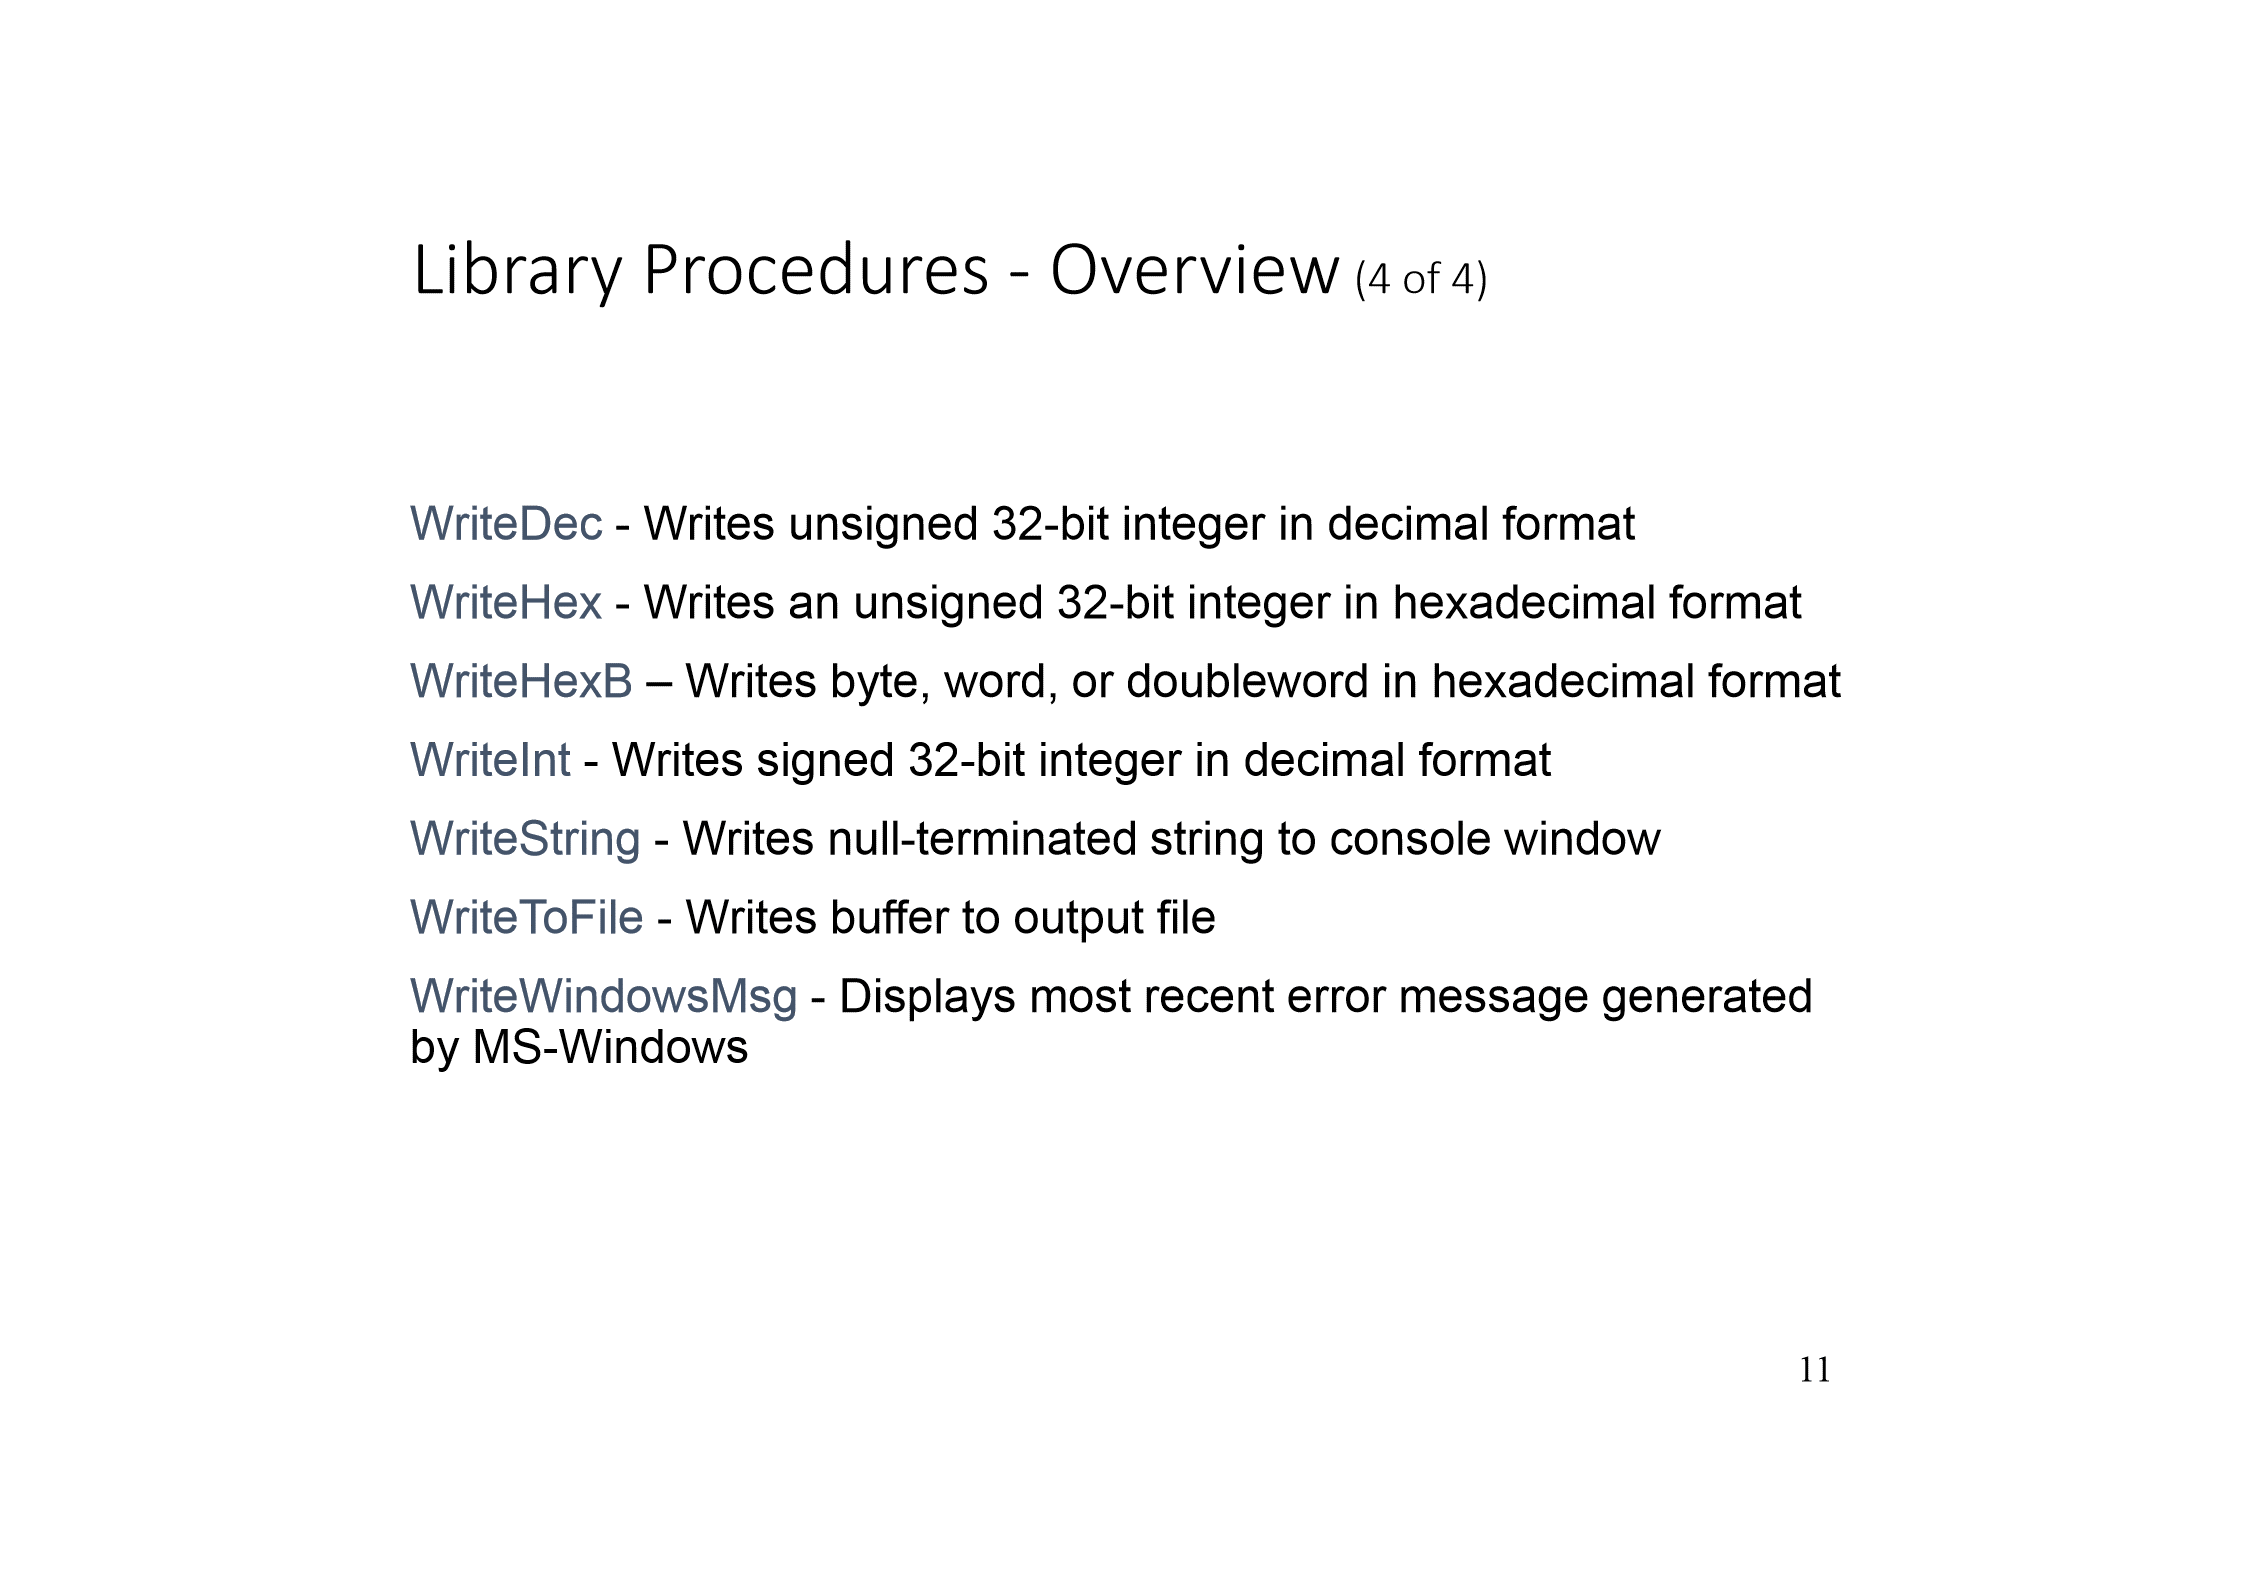 Library Procedures - Overview (4 of 4)
WriteDec - Writes unsigned 32-bit integer in decimal format
WriteHex - Writes an unsigned 32-bit integer in hexadecimal format
WriteHexB – Writes byte, word, or doubleword in hexadecimal format
WriteInt - Writes signed 32-bit integer in decimal format
WriteString - Writes null-terminated string to console window
WriteToFile - Writes buffer to output file
WriteWindowsMsg - Displays most recent error message generated
by MS-Windows
11